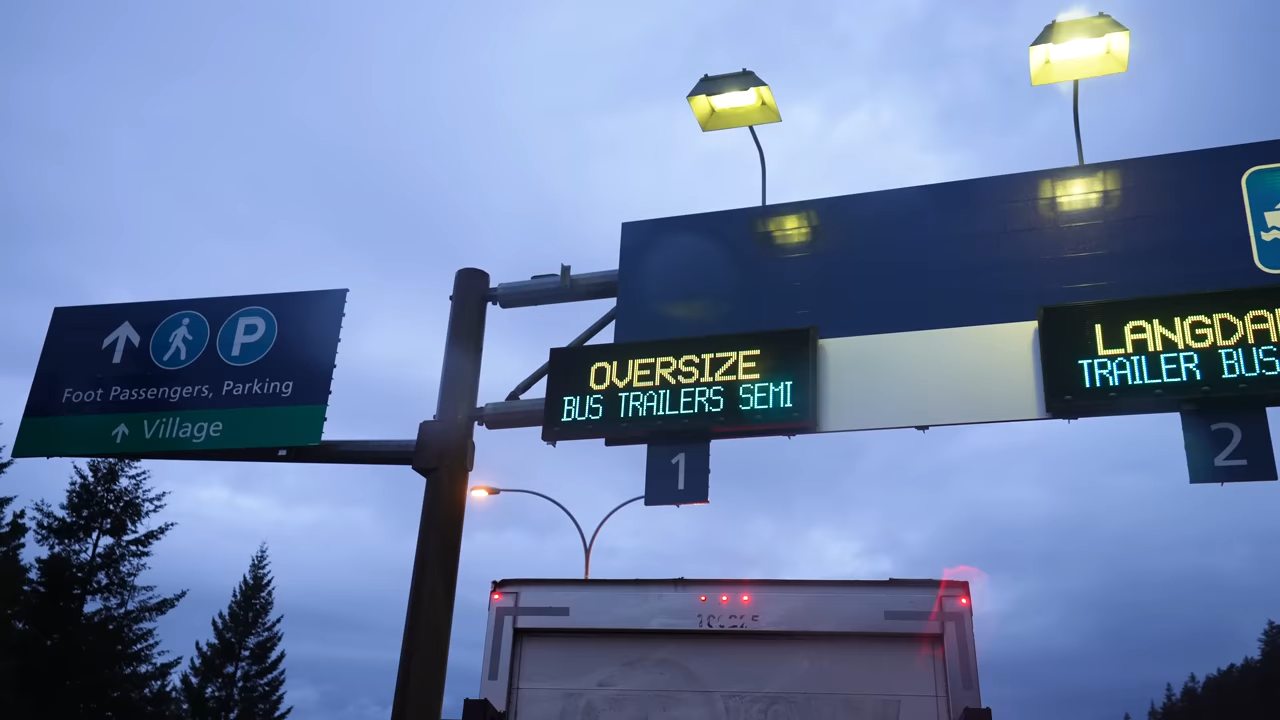 P
Foot Passengers, Parking
Village
OVERSIZE
BUS TRAILERS SEMI
1
TRAILER BUS
2